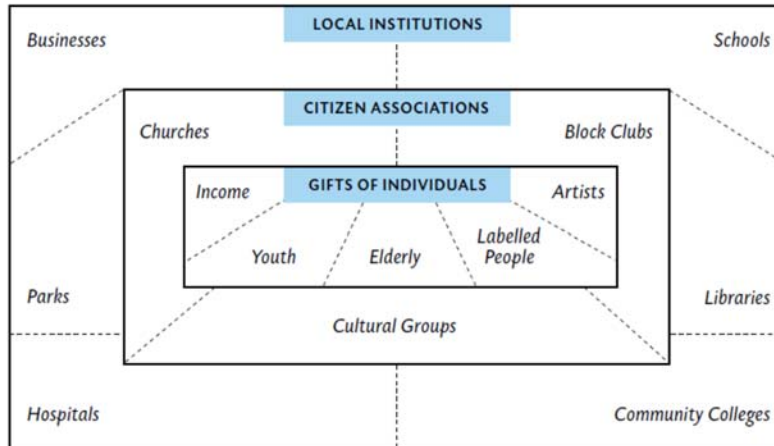 LOCAL INSTITUTIONS
Businesses
Schools
CITIZEN ASSOCIATIONS
Churches
Block Clubs
GIFTS OF INDIVIDUALS
Income
Artists
Youth
Elderly
Labelled
People
Parks
Libraries
Cultural Groups
Hospitals
Community Colleges